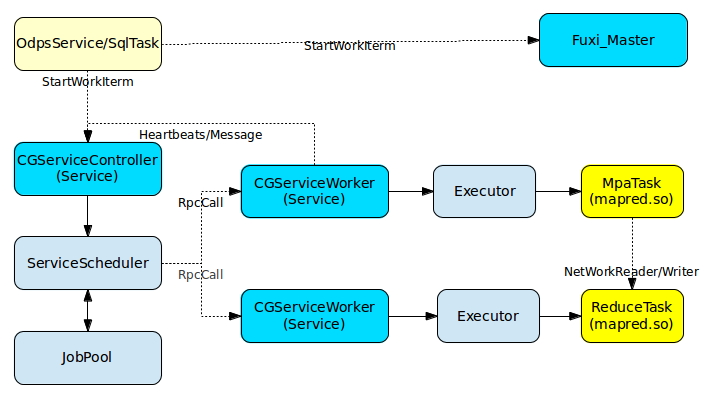 OdpsService/SqlTask
StartWorkIterm
Fuxi_Master
StartWorkIterm
Heartbeats/Message
CGServiceController
(Service)
RpcCall
CGServiceWorker
(Service)
Executor
MpaTask
(mapred.so)
ServiceScheduler
RpcCall
NetWorkReader/Writer
CGServiceWorker
(Service)
Executor
ReduceTask
(mapred.so)
JobPool